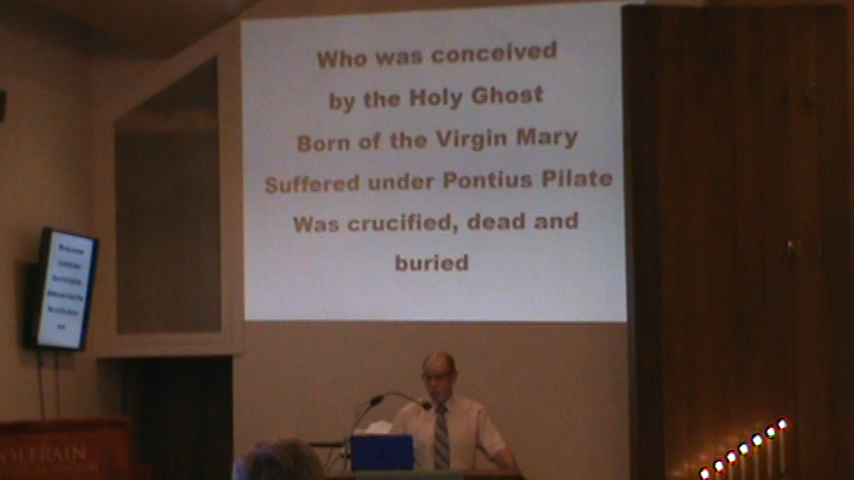 Who was conceived
by the Holy Ghost
Born of the Virgin Mary
Suffered under Pontius Pilate
Was crucified, dead and
buried